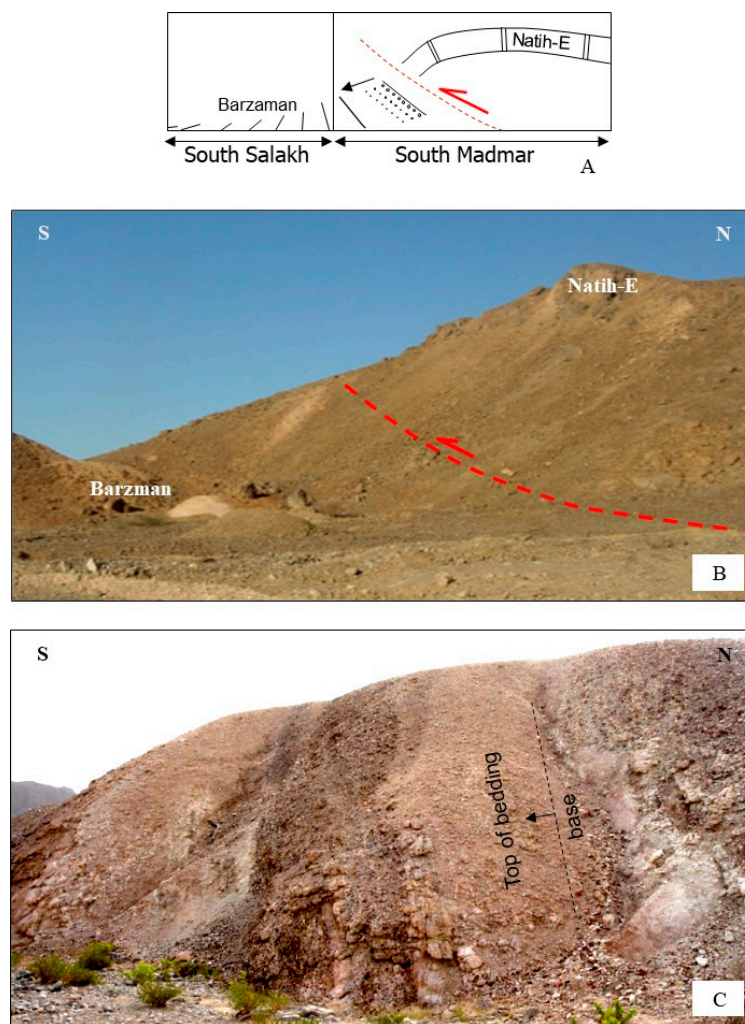 Natih-E
Barzaman
South Salakh
South Madmar
A
S
N
Natih-E
Barzman
B
S
N
Top of bedding
base
C